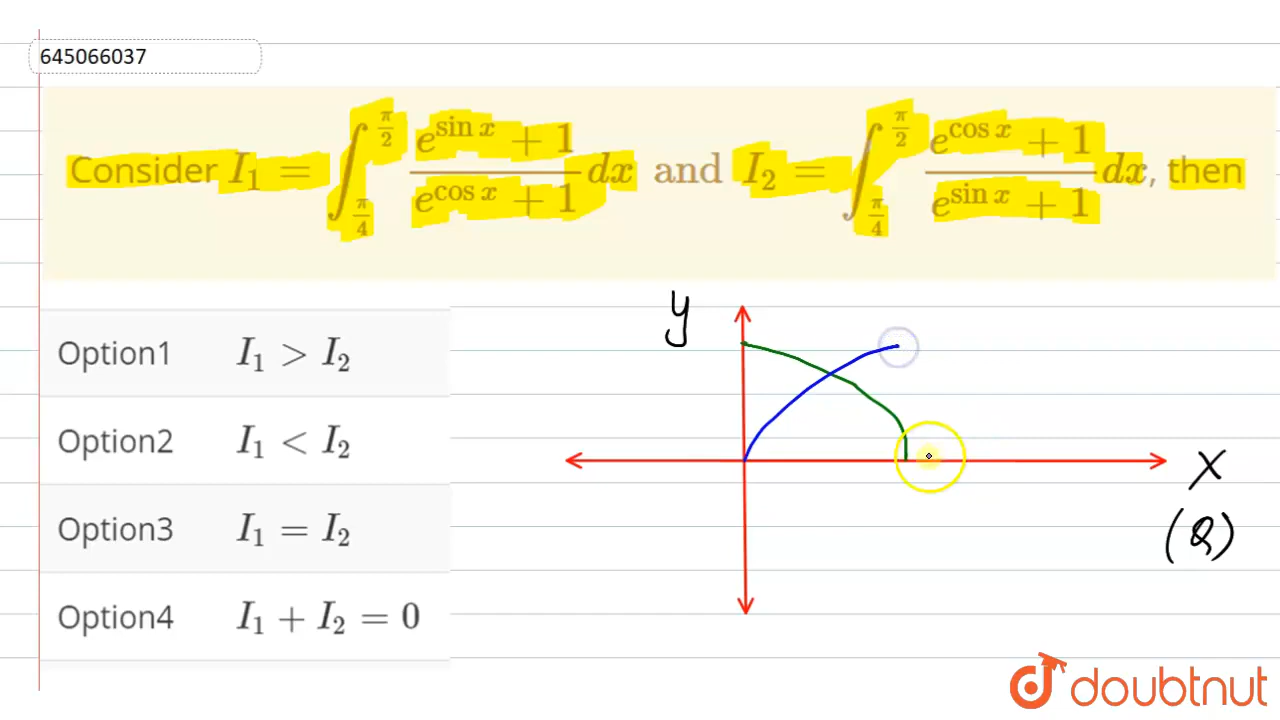 645066037
Consider $I_1 = \int_{\frac{\pi}{4}}^{\frac{\pi}{2}} \frac{e^{\sin x} + 1}{e^{\cos x} + 1} dx$ and $I_2 = \int_{\frac{\pi}{4}}^{\frac{\pi}{2}} \frac{e^{\cos x} + 1}{e^{\sin x} + 1} dx$, then
Option1 $I_1 > I_2$
Option2 $I_1 < I_2$
Option3 $I_1 = I_2$
Option4 $I_1 + I_2 = 0$
y
X
doubtnut